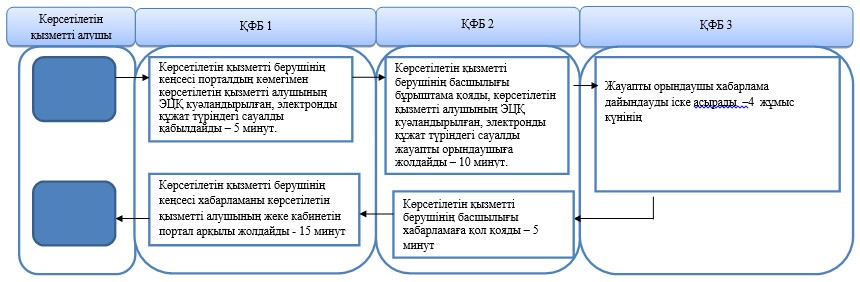 Көрсетілетін
қызметті алушы
ҚФБ 1
ҚФБ 2
ҚФБ 3
Көрсетілетін қызметті берушінің
кеңсесі порталдың көмегімен
көрсетілетін қызметті алушының
ЭЦҚ куәландырылған, электронды
құжат түріндегі сауалды
қабылдайды – 5 минут.
Көрсетілетін қызметті
берушінің басшылығы
бұрыштама қояды, көрсетілетін
қызметті алушының ЭЦҚ
куәландырылған, электронды
құжат түріндегі сауалды
жауапты орындаушыға
жолдайды – 10 минут.
Жауапты орындаушы хабарлама
дайындауды іске асырады –4 жұмыс
күнінің
Көрсетілетін қызметті берушінің
кеңсесі хабарламаны көрсетілетін
қызметті алушының жеке кабинетін
портал арқылы жолдайды - 15 минут
Көрсетілетін қызметті
берушінің басшылығы
хабарламаға қол қояды – 5
минут